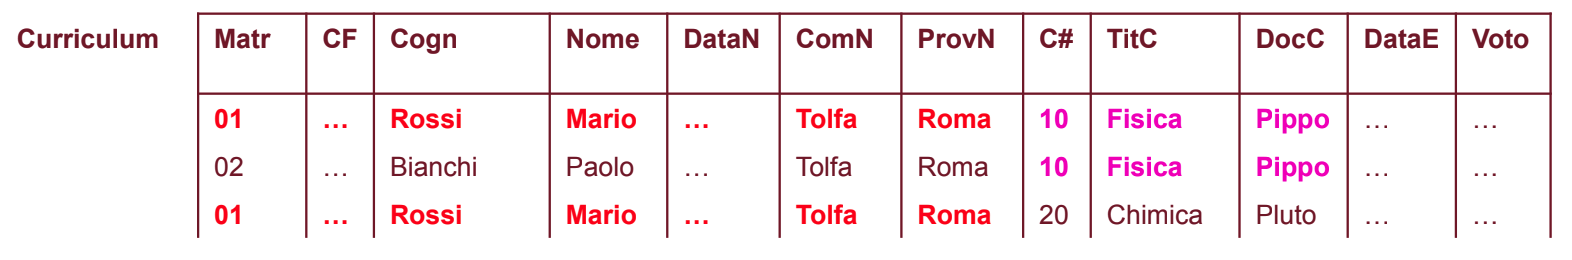 Curriculum Matr CF Cogn Nome DataN ComN ProvN C# TitC DocC DataE Voto
01 … Rossi Mario … Tolfa Roma 10 Fisica Pippo … …
02 … Bianchi Paolo … Tolfa Roma 10 Fisica Pippo … …
01 … Rossi Mario … Tolfa Roma 20 Chimica Pluto … …